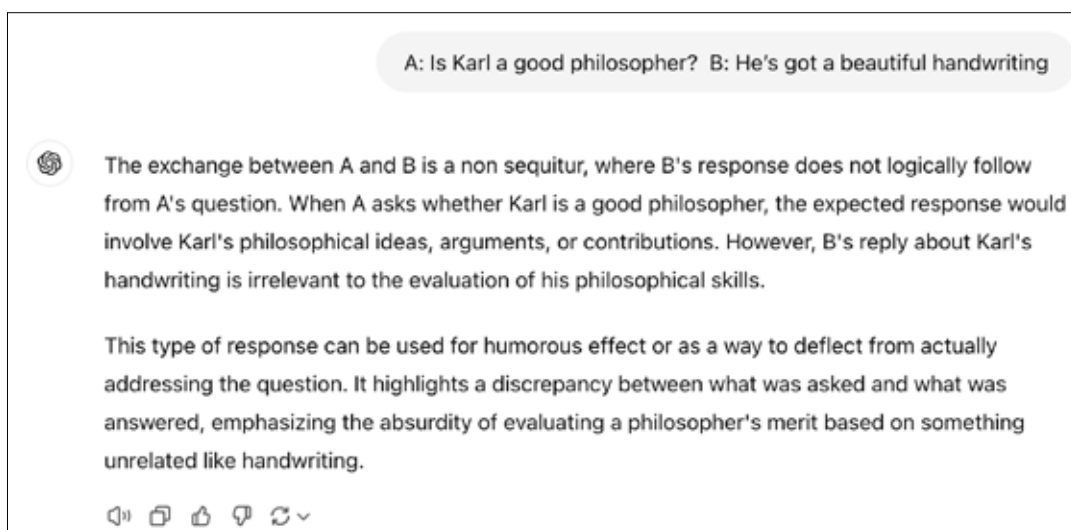 A: Is Karl a good philosopher?  B: He's got a beautiful handwriting
The exchange between A and B is a non sequitur, where B's response does not logically follow
from A's question. When A asks whether Karl is a good philosopher, the expected response would
involve Karl's philosophical ideas, arguments, or contributions. However, B's reply about Karl's
handwriting is irrelevant to the evaluation of his philosophical skills.
This type of response can be used for humorous effect or as a way to deflect from actually
addressing the question. It highlights a discrepancy between what was asked and what was
answered, emphasizing the absurdity of evaluating a philosopher's merit based on something
unrelated like handwriting.